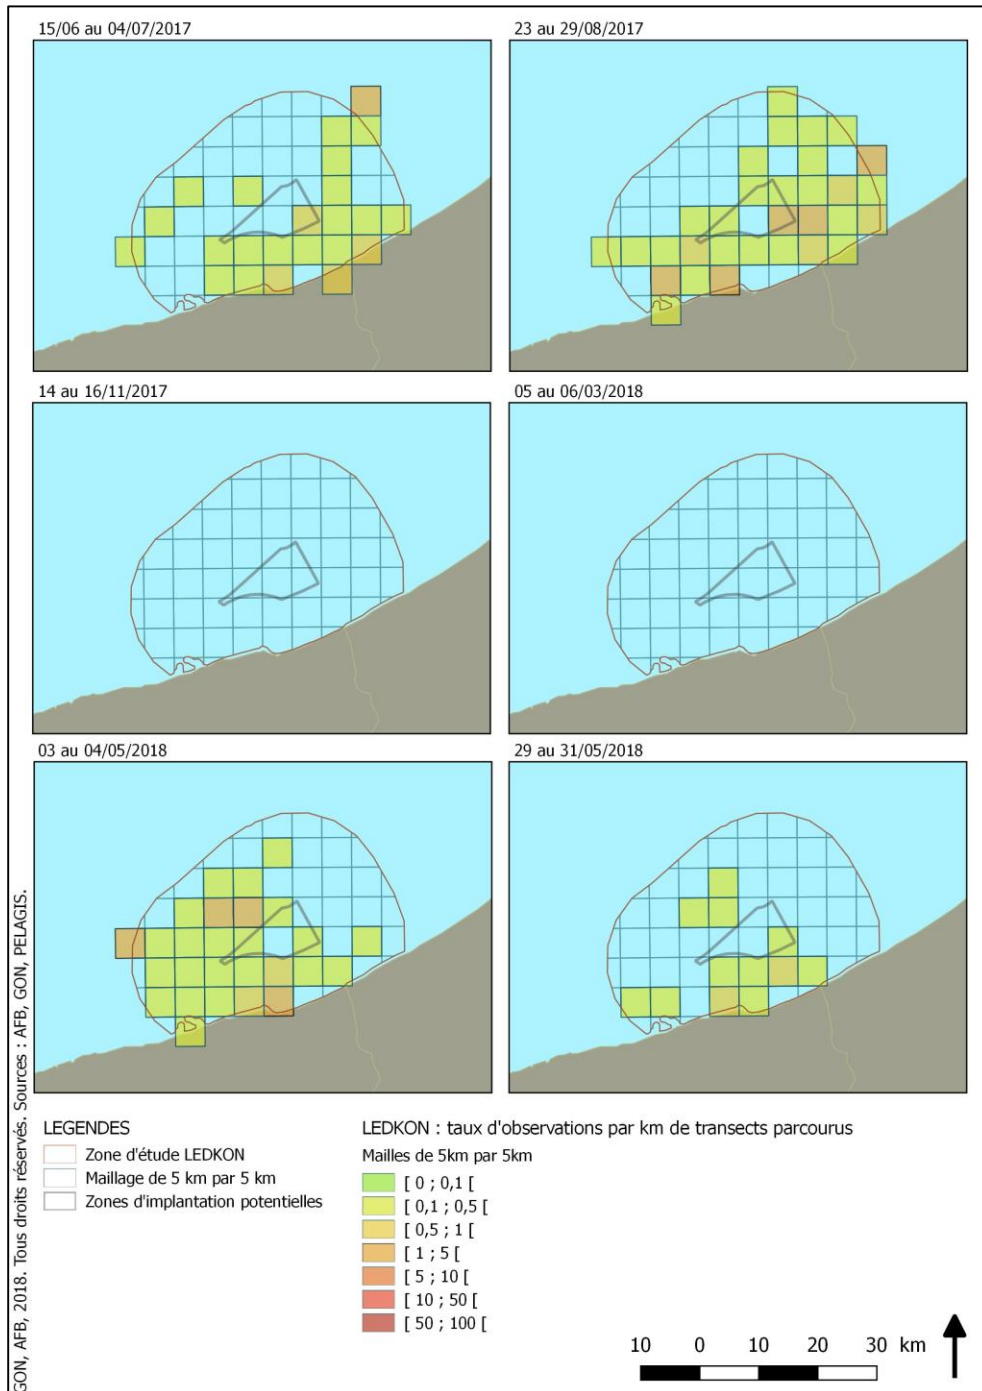 15/06 au 04/07/2017
23 au 29/08/2017
14 au 16/11/2017
05 au 06/03/2018
03 au 04/05/2018
29 au 31/05/2018
GON, AFB, 2018. Tous droits réservés. Sources : AFB, GON, PELAGIS.
LEGENDES
Zone d'étude LEDKON
Maillage de 5 km par 5 km
Zones d'implantation potentielles
LEDKON : taux d'observations par km de transects parcourus
Mailles de 5km par 5km
[ 0 ; 0,1 [
[ 0,1 ; 0,5 [
[ 0,5 ; 1 [
[ 1 ; 5 [
[ 5 ; 10 [
[ 10 ; 50 [
[ 50 ; 100 [
10 0 10 20 30 km